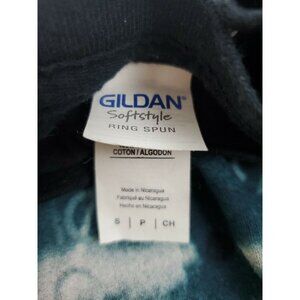 GILDAN®
Softstyle
RING SPUN
COTON / ALGODON
Made in Nicaragua
Fabriqué au Nicaragua
Hecho en Nicaragua
S | P | CH